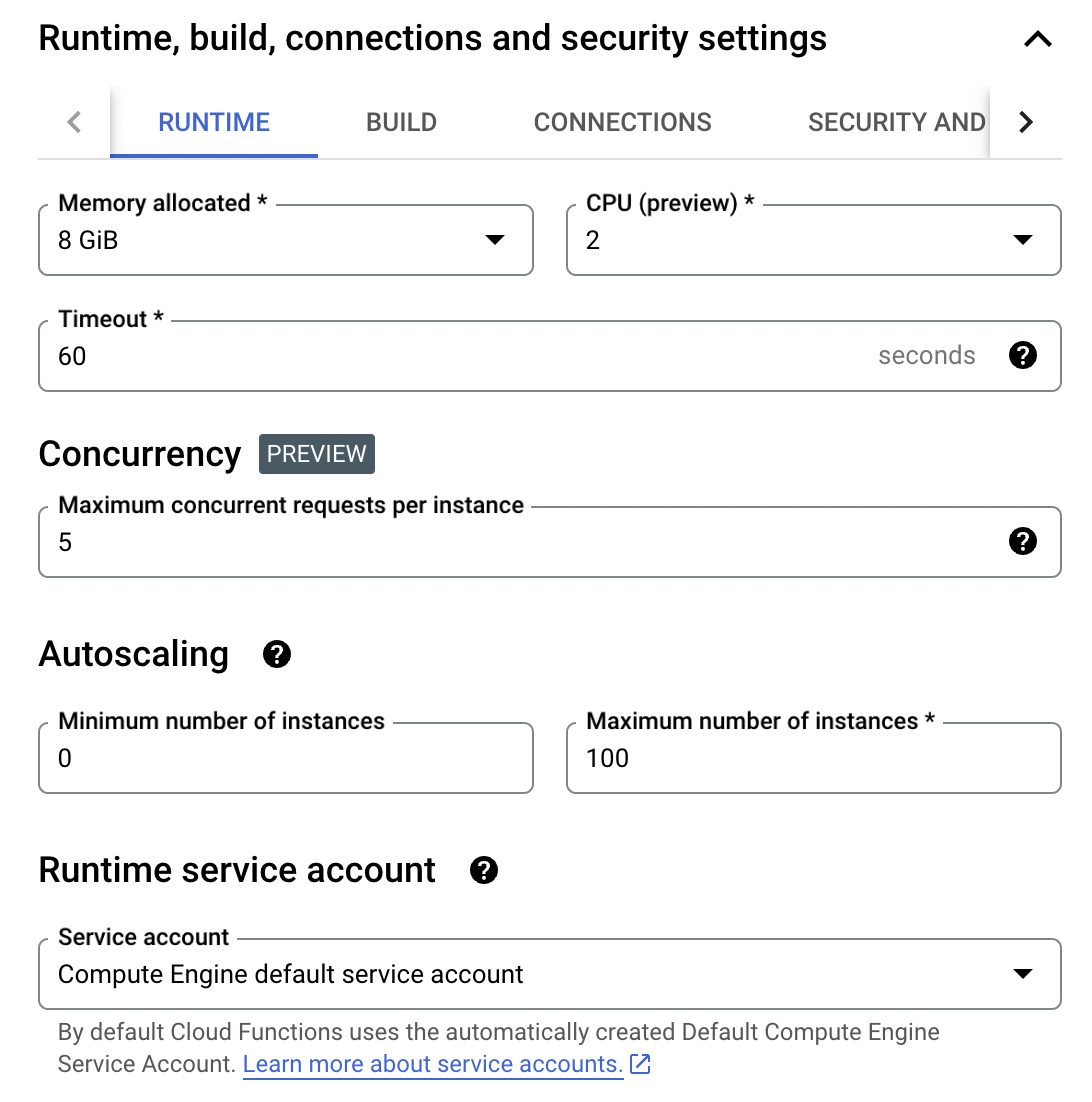 Runtime, build, connections and security settings
RUNTIME BUILD CONNECTIONS SECURITY AND
Memory allocated * CPU (preview) *
8 GiB 2
Timeout *
60 seconds
Concurrency PREVIEW
Maximum concurrent requests per instance
5
Autoscaling
Minimum number of instances Maximum number of instances *
0 100
Runtime service account
Service account
Compute Engine default service account
By default Cloud Functions uses the automatically created Default Compute Engine
Service Account. Learn more about service accounts.